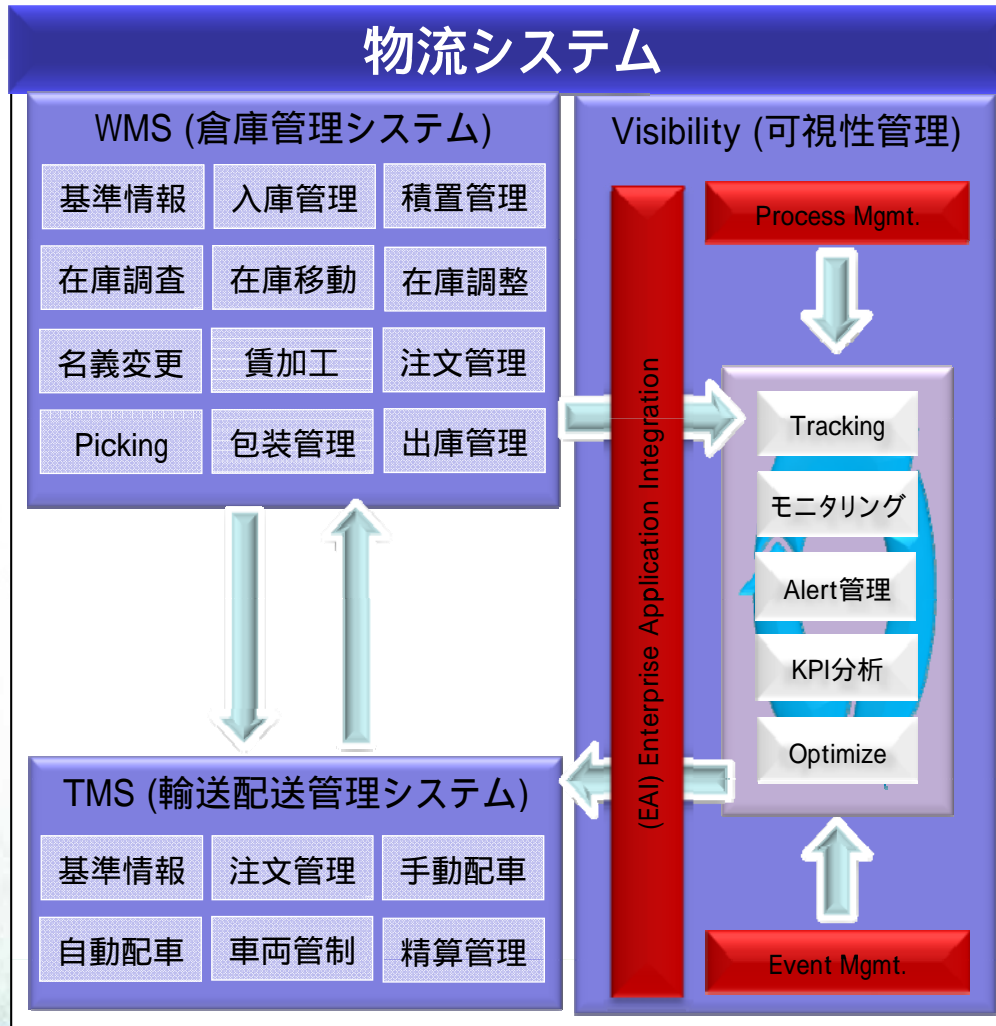 物流システム
WMS (倉庫管理システム)
基準情報
入庫管理
積置管理
在庫調査
在庫移動
在庫調整
名義変更
賃加工
注文管理
Picking
包装管理
出庫管理
TMS (輸送配送管理システム)
基準情報
注文管理
手動配車
自動配車
車両管制
精算管理
Visibility (可視性管理)
(EAI) Enterprise Application Integration
Process Mgmt.
Tracking
モニタリング
Alert管理
KPI分析
Optimize
Event Mgmt.